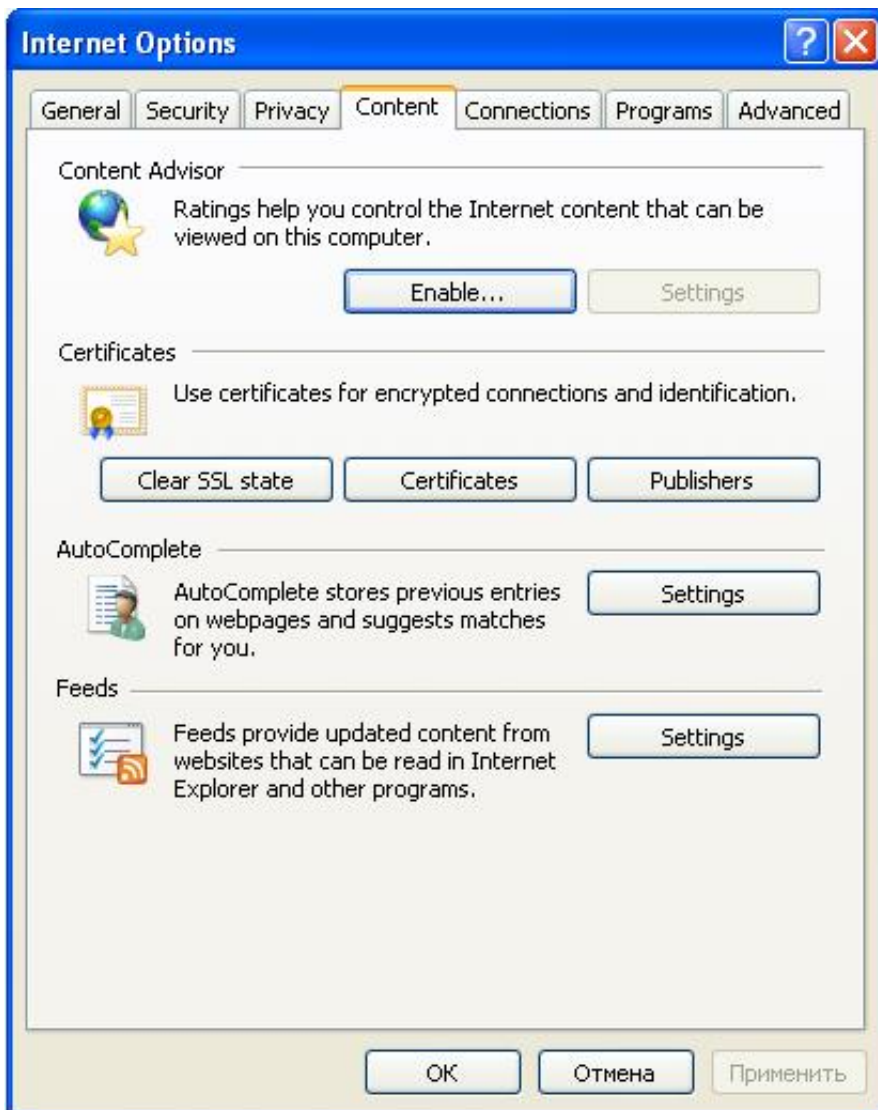 Internet Options
General Security Privacy Content Connections Programs Advanced
Content Advisor
Ratings help you control the Internet content that can be
viewed on this computer.
Enable... Settings
Certificates
Use certificates for encrypted connections and identification.
Clear SSL state Certificates Publishers
AutoComplete
AutoComplete stores previous entries
on webpages and suggests matches
for you.
Settings
Feeds
Feeds provide updated content from
websites that can be read in Internet
Explorer and other programs.
Settings
OK Отмена Применить